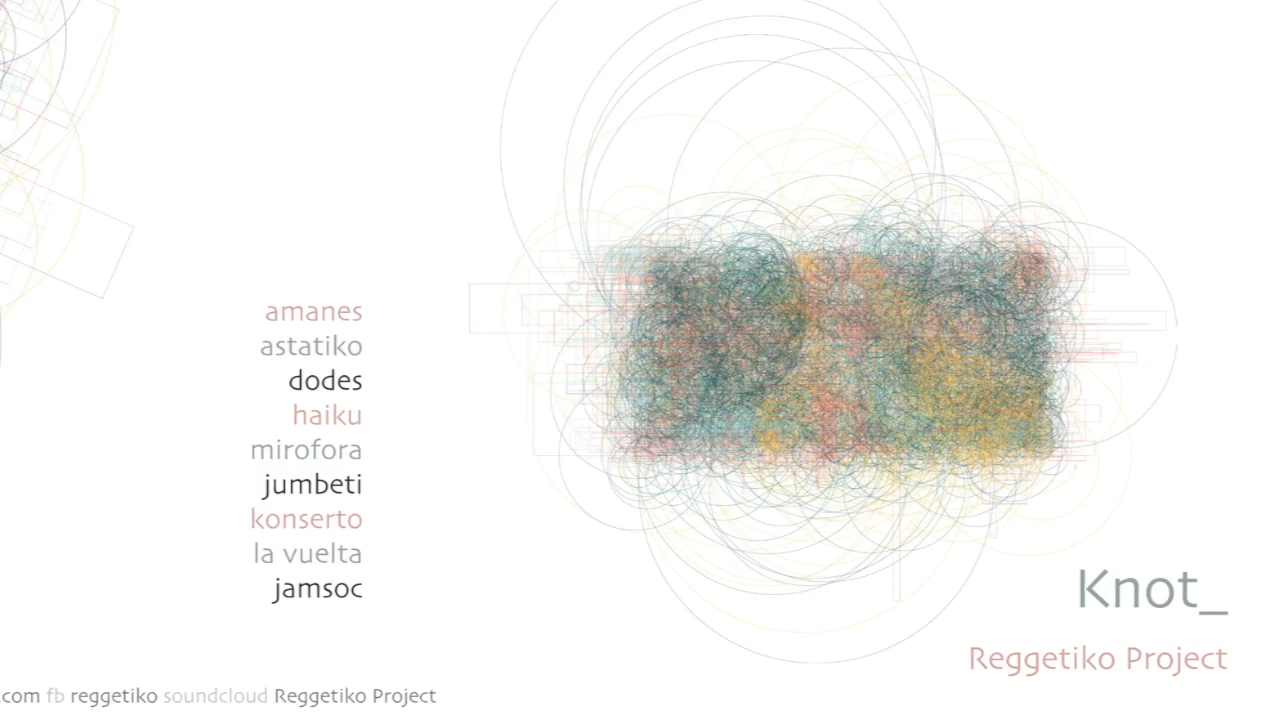 amanes
astatiko
dodes
haiku
mirofora
jumbeti
konserto
la vuelta
jamsoc
Knot_
Reggetiko Project
.com fb reggetiko soundcloud Reggetiko Project